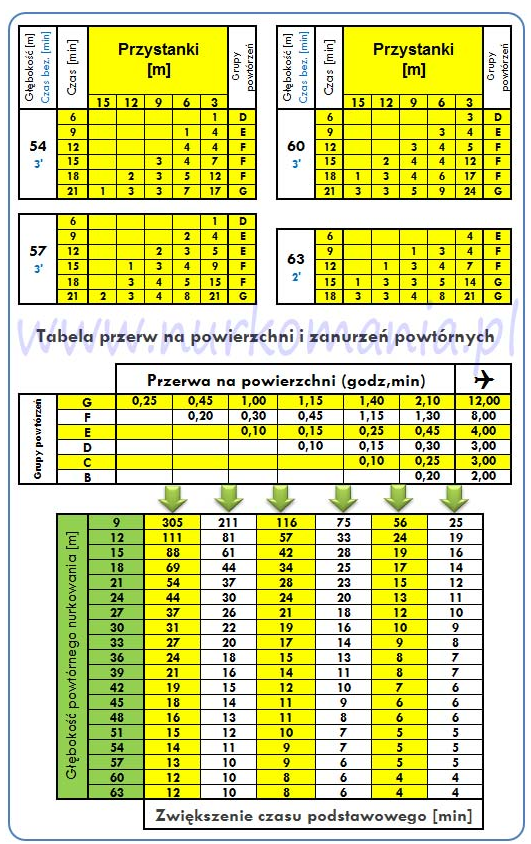 Głębokość [m]
Czas bez. [min]
Czas [min]
Przystanki
[m]
Grupy
powtórzeń
15 12 9 6 3
54
3'
6 1 D
9 1 4 E
12 4 4 F
15 3 4 7 F
18 2 3 5 12 F
21 1 3 3 7 17 G
57
3'
6 1 D
9 2 4 E
12 2 3 5 E
15 1 3 4 9 F
18 3 4 5 15 F
21 2 3 4 8 21 G
Głębokość [m]
Czas bez. [min]
Czas [min]
Przystanki
[m]
Grupy
powtórzeń
15 12 9 6 3
60
3'
6 3 D
9 3 4 E
12 3 4 5 F
15 2 4 4 12 F
18 1 3 4 6 17 F
21 3 3 5 9 24 G
63
2'
6 4 E
9 1 3 4 F
12 1 3 4 7 F
15 1 3 3 5 14 G
18 3 3 4 8 21 G
www.nurkomania.pl
Tabela przerw na powierzchni i zanurzeń powtórnych
Przerwa na powierzchni (godz,min)
Grupy powtórzeń
G 0,25 0,45 1,00 1,15 1,40 2,10 12,00
F 0,20 0,30 0,45 1,15 1,30 8,00
E 0,10 0,15 0,25 0,45 4,00
D 0,10 0,15 0,30 3,00
C 0,10 0,25 3,00
B 0,20 2,00
Głębokość powtórnego nurkowania [m]
9 305 211 116 75 56 25
12 111 81 57 33 24 19
15 88 61 42 28 19 16
18 69 44 34 25 17 14
21 54 37 28 23 15 12
24 44 30 24 20 13 11
27 37 26 21 18 12 10
30 31 22 19 16 10 9
33 27 20 17 14 9 8
36 24 18 15 13 8 7
39 21 16 14 11 8 7
42 19 15 12 10 7 6
45 18 14 11 9 6 6
48 16 13 11 8 6 6
51 15 12 10 7 5 5
54 14 11 9 7 5 5
57 13 10 9 6 5 5
60 12 10 8 6 4 4
63 12 10 8 6 4 4
Zwiększenie czasu podstawowego [min]